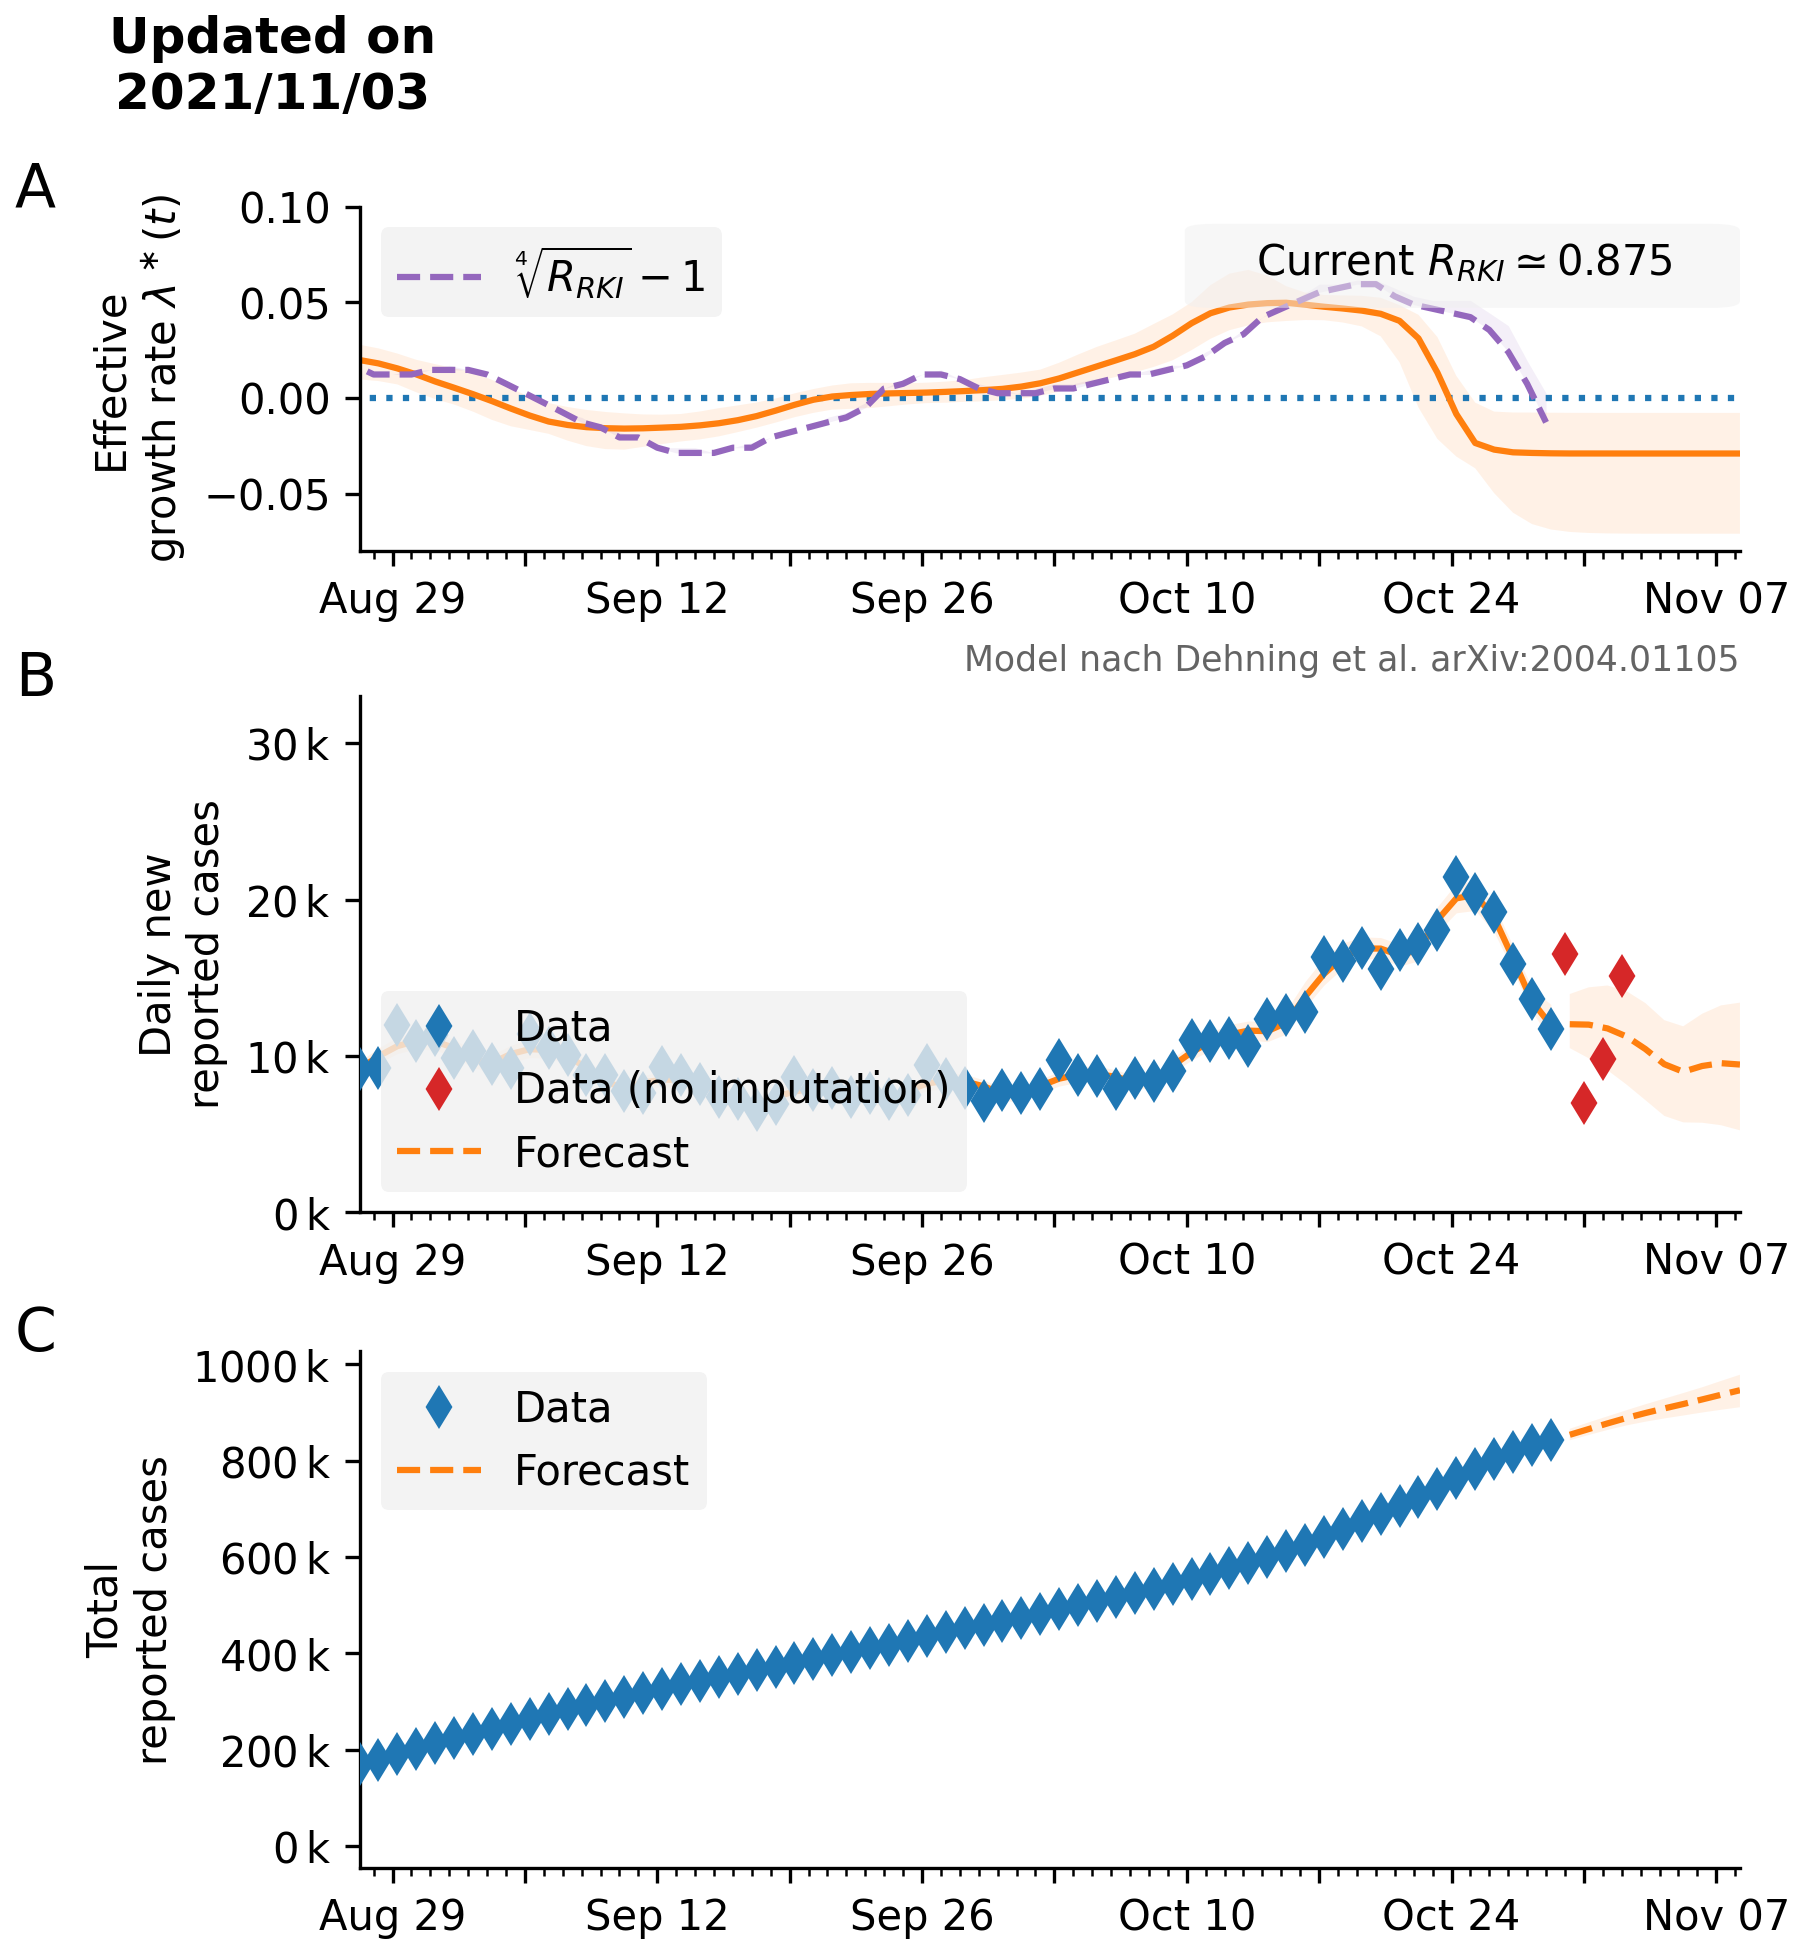 Updated on
2021/11/03
A
Effective
growth rate λ * (t)
0.10
0.05
0.00
−0.05
∜R_RKI − 1
Current R_RKI ≃ 0.875
Aug 29 Sep 12 Sep 26 Oct 10 Oct 24 Nov 07
Model nach Dehning et al. arXiv:2004.01105
B
Daily new
reported cases
30 k
20 k
10 k
0 k
Data
Data (no imputation)
Forecast
Aug 29 Sep 12 Sep 26 Oct 10 Oct 24 Nov 07
C
Total
reported cases
1000 k
800 k
600 k
400 k
200 k
0 k
Data
Forecast
Aug 29 Sep 12 Sep 26 Oct 10 Oct 24 Nov 07